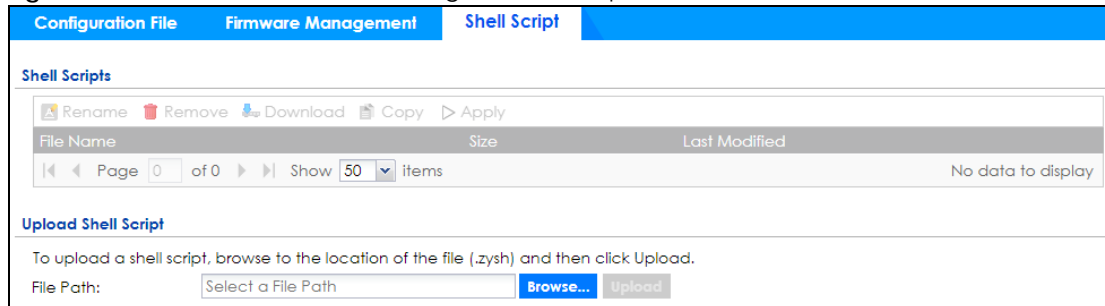 Configuration File Firmware Management Shell Script
Shell Scripts
Rename Remove Download Copy Apply
File Name Size Last Modified
Page 0 of 0 Show 50 items No data to display
Upload Shell Script
To upload a shell script, browse to the location of the file (.zysh) and then click Upload.
File Path: Select a File Path Browse... Upload